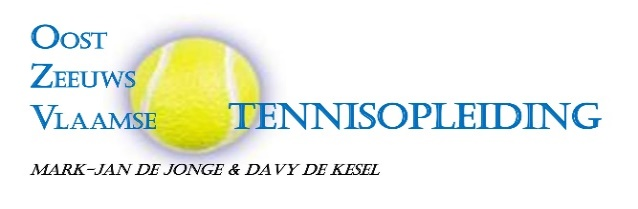 OOST
ZEEUWS
VLAAMSE TENNISOPLEIDING
MARK-JAN DE JONGE & DAVY DE KESEL